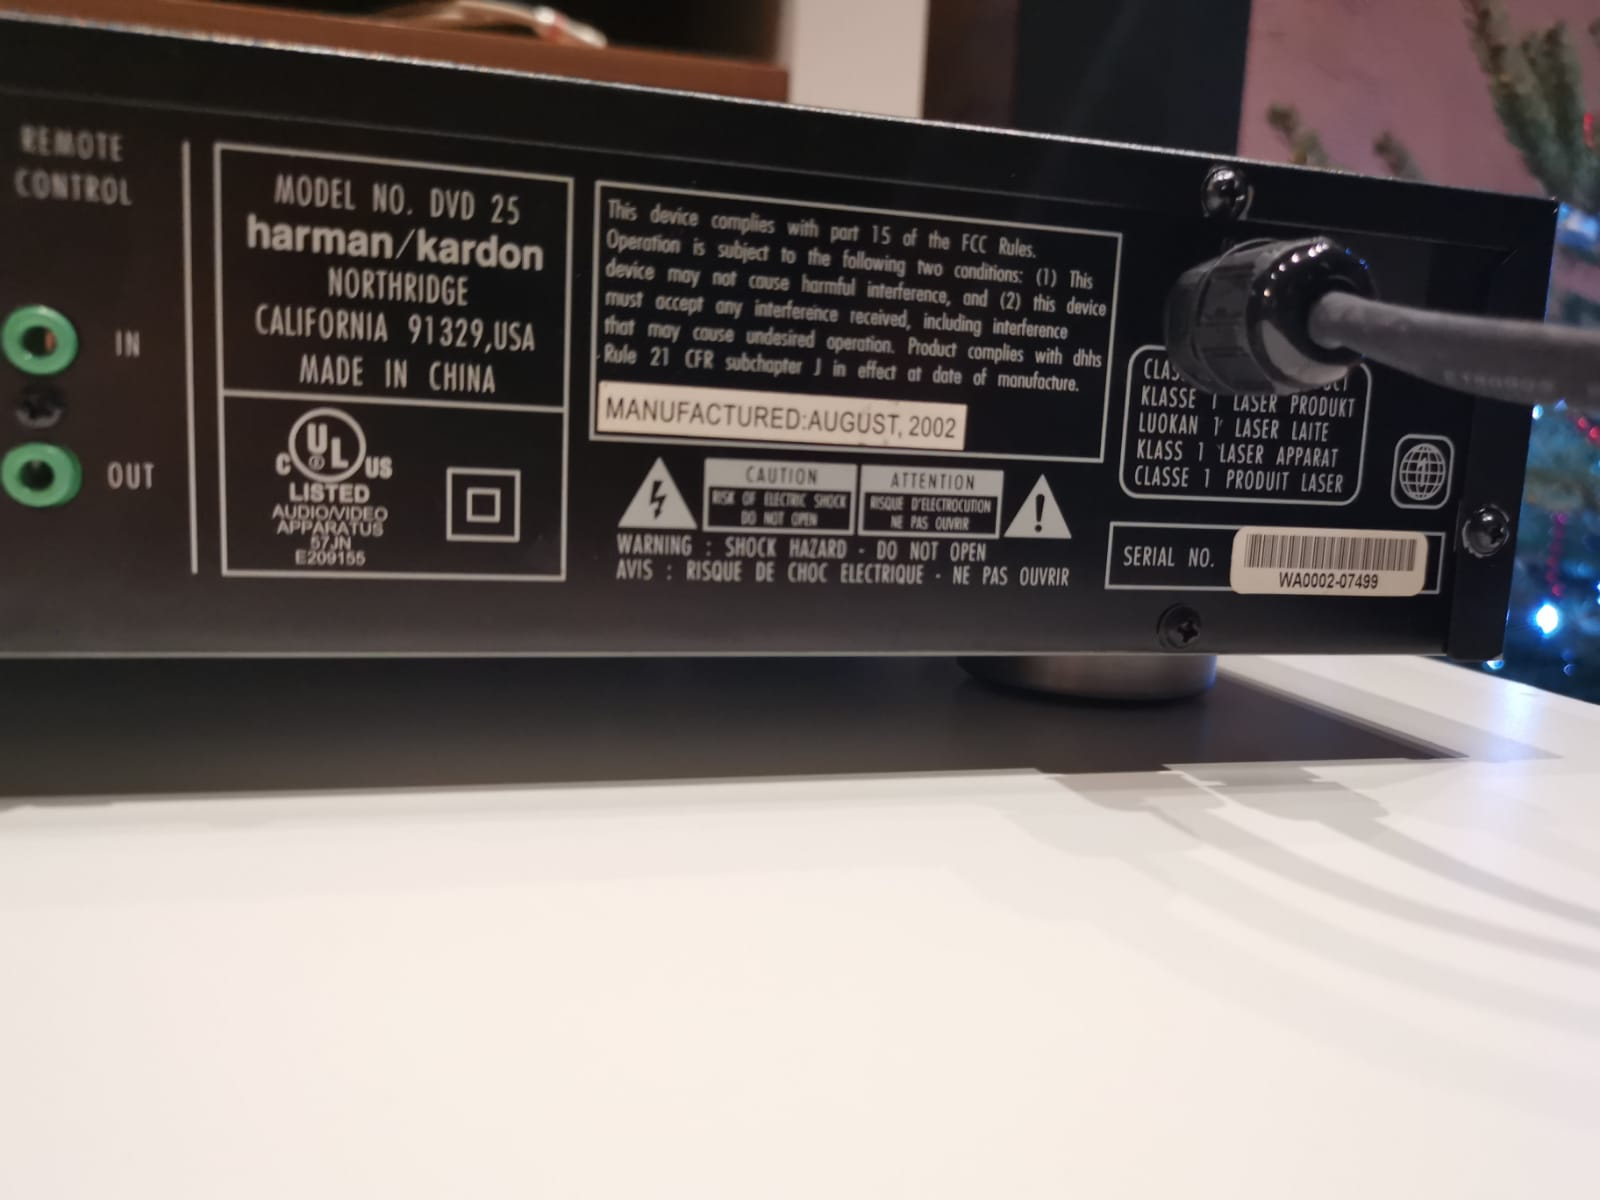 REMOTE
CONTROL
IN
OUT
MODEL NO. DVD 25
harman/kardon
NORTHRIDGE
CALIFORNIA 91329,USA
MADE IN CHINA
C UL US
®
LISTED
AUDIO/VIDEO
APPARATUS
57JN
E209155
This device complies with part 15 of the FCC Rules.
Operation is subject to the following two conditions: (1) This
device may not cause harmful interference, and (2) this device
must accept any interference received, including interference
that may cause undesired operation. Product complies with dhhs
Rule 21 CFR subchapter J in effect at date of manufacture.
MANUFACTURED:AUGUST, 2002
CAUTION
RISK OF ELECTRIC SHOCK
DO NOT OPEN
ATTENTION
RISQUE D'ELECTROCUTION
NE PAS OUVRIR
WARNING : SHOCK HAZARD - DO NOT OPEN
AVIS : RISQUE DE CHOC ELECTRIQUE - NE PAS OUVRIR
KLASSE 1 LASER PRODUKT
LUOKAN 1 LASER LAITE
KLASS 1 LASER APPARAT
CLASSE 1 PRODUIT LASER
SERIAL NO.
WA0002-07499